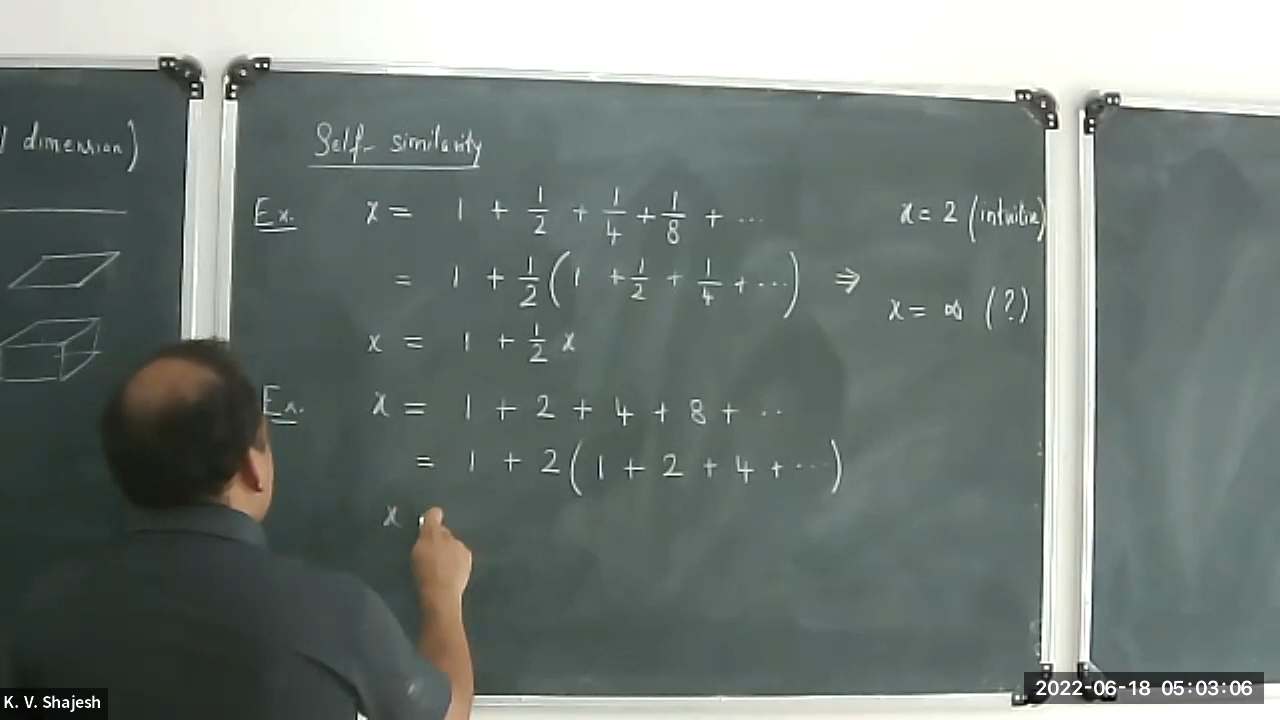 dimension)
Self-similarity
Ex. x = 1 + 1/2 + 1/4 + 1/8 + ... x = 2 (intuitive)
= 1 + 1/2 (1 + 1/2 + 1/4 + ...) ⇒ x = ∞ (?)
x = 1 + 1/2 x
Ex. x = 1 + 2 + 4 + 8 + ..
= 1 + 2 (1 + 2 + 4 + ...)
x
K. V. Shajesh
2022-06-18 05:03:06